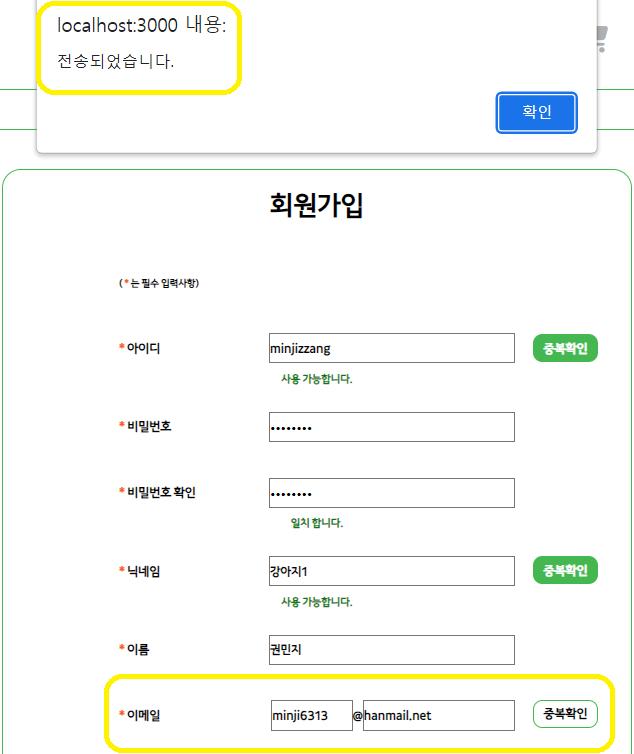 localhost:3000 내용:
전송되었습니다.
확인
회원가입
( * 는 필수 입력사항)
* 아이디 minjizzang 중복확인
사용 가능합니다.
* 비밀번호 ••••••••
* 비밀번호 확인 ••••••••
일치 합니다.
* 닉네임 강아지1 중복확인
사용 가능합니다.
* 이름 권민지
* 이메일 minji6313 @hanmail.net 중복확인